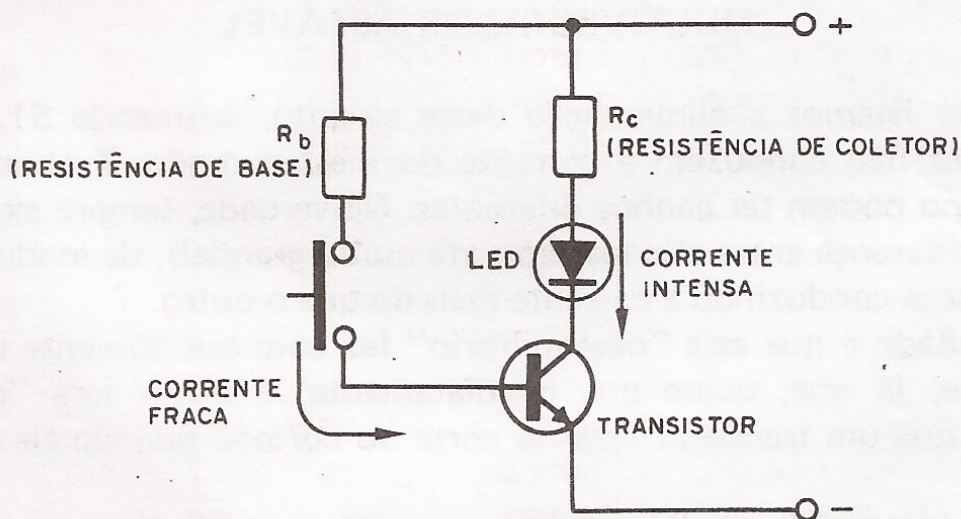 +
Rb
(RESISTÊNCIA DE BASE)
Rc
(RESISTÊNCIA DE COLETOR)
LED
CORRENTE
INTENSA
CORRENTE
FRACA
TRANSISTOR
−